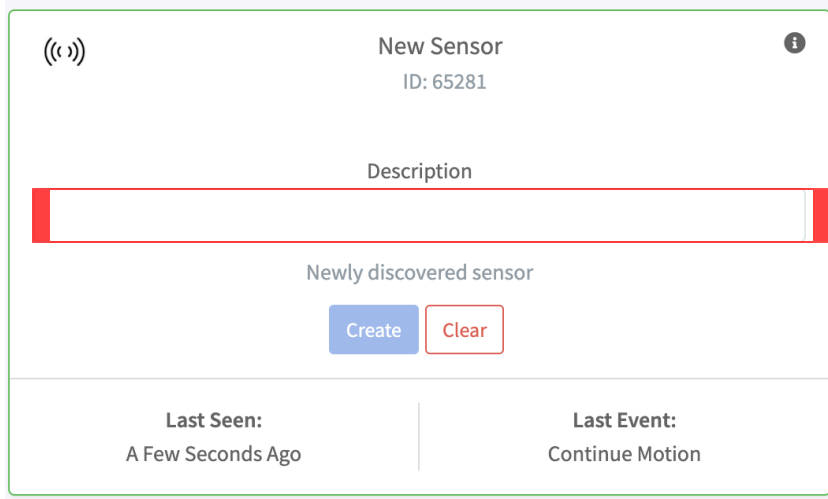 New Sensor
ID: 65281
Description
Newly discovered sensor
Create
Clear
Last Seen:
A Few Seconds Ago
Last Event:
Continue Motion